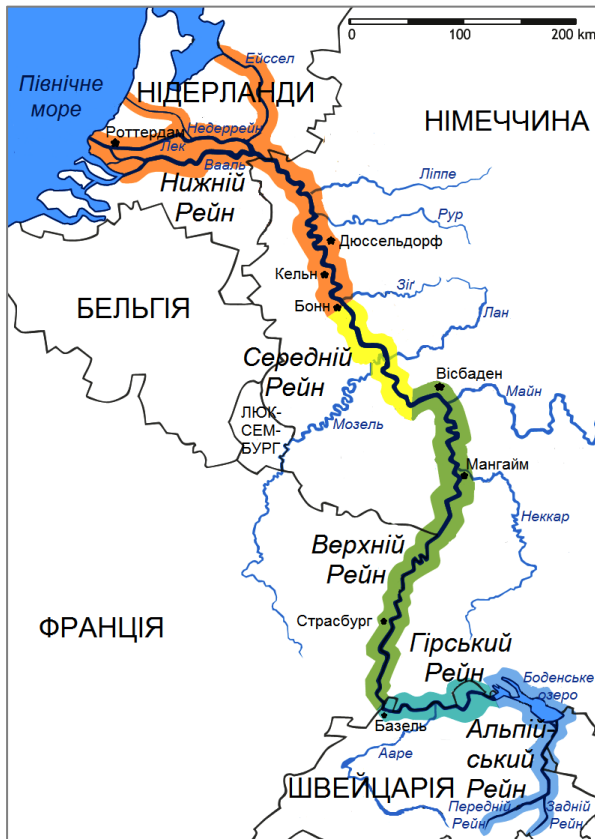 0 100 200 km
Ейссел
Північне
море
НІДЕРЛАНДИ
НІМЕЧЧИНА
Роттердам
Недеррейн
Лек
Вааль
Нижній
Рейн
Ліппе
Рур
Дюссельдорф
Кельн
Зіґ
Бонн
Лан
БЕЛЬГІЯ
Середній
Рейн
Вісбаден
Майн
ЛЮК-
СЕМ-
БУРГ
Мозель
Мангайм
Неккар
Верхній
Рейн
Страсбург
ФРАНЦІЯ
Гірський
Рейн
Боденське
озеро
Базель
Ааре
Альпій-
ський
Рейн
ШВЕЙЦАРІЯ
Передній
Рейн
Задній
Рейн